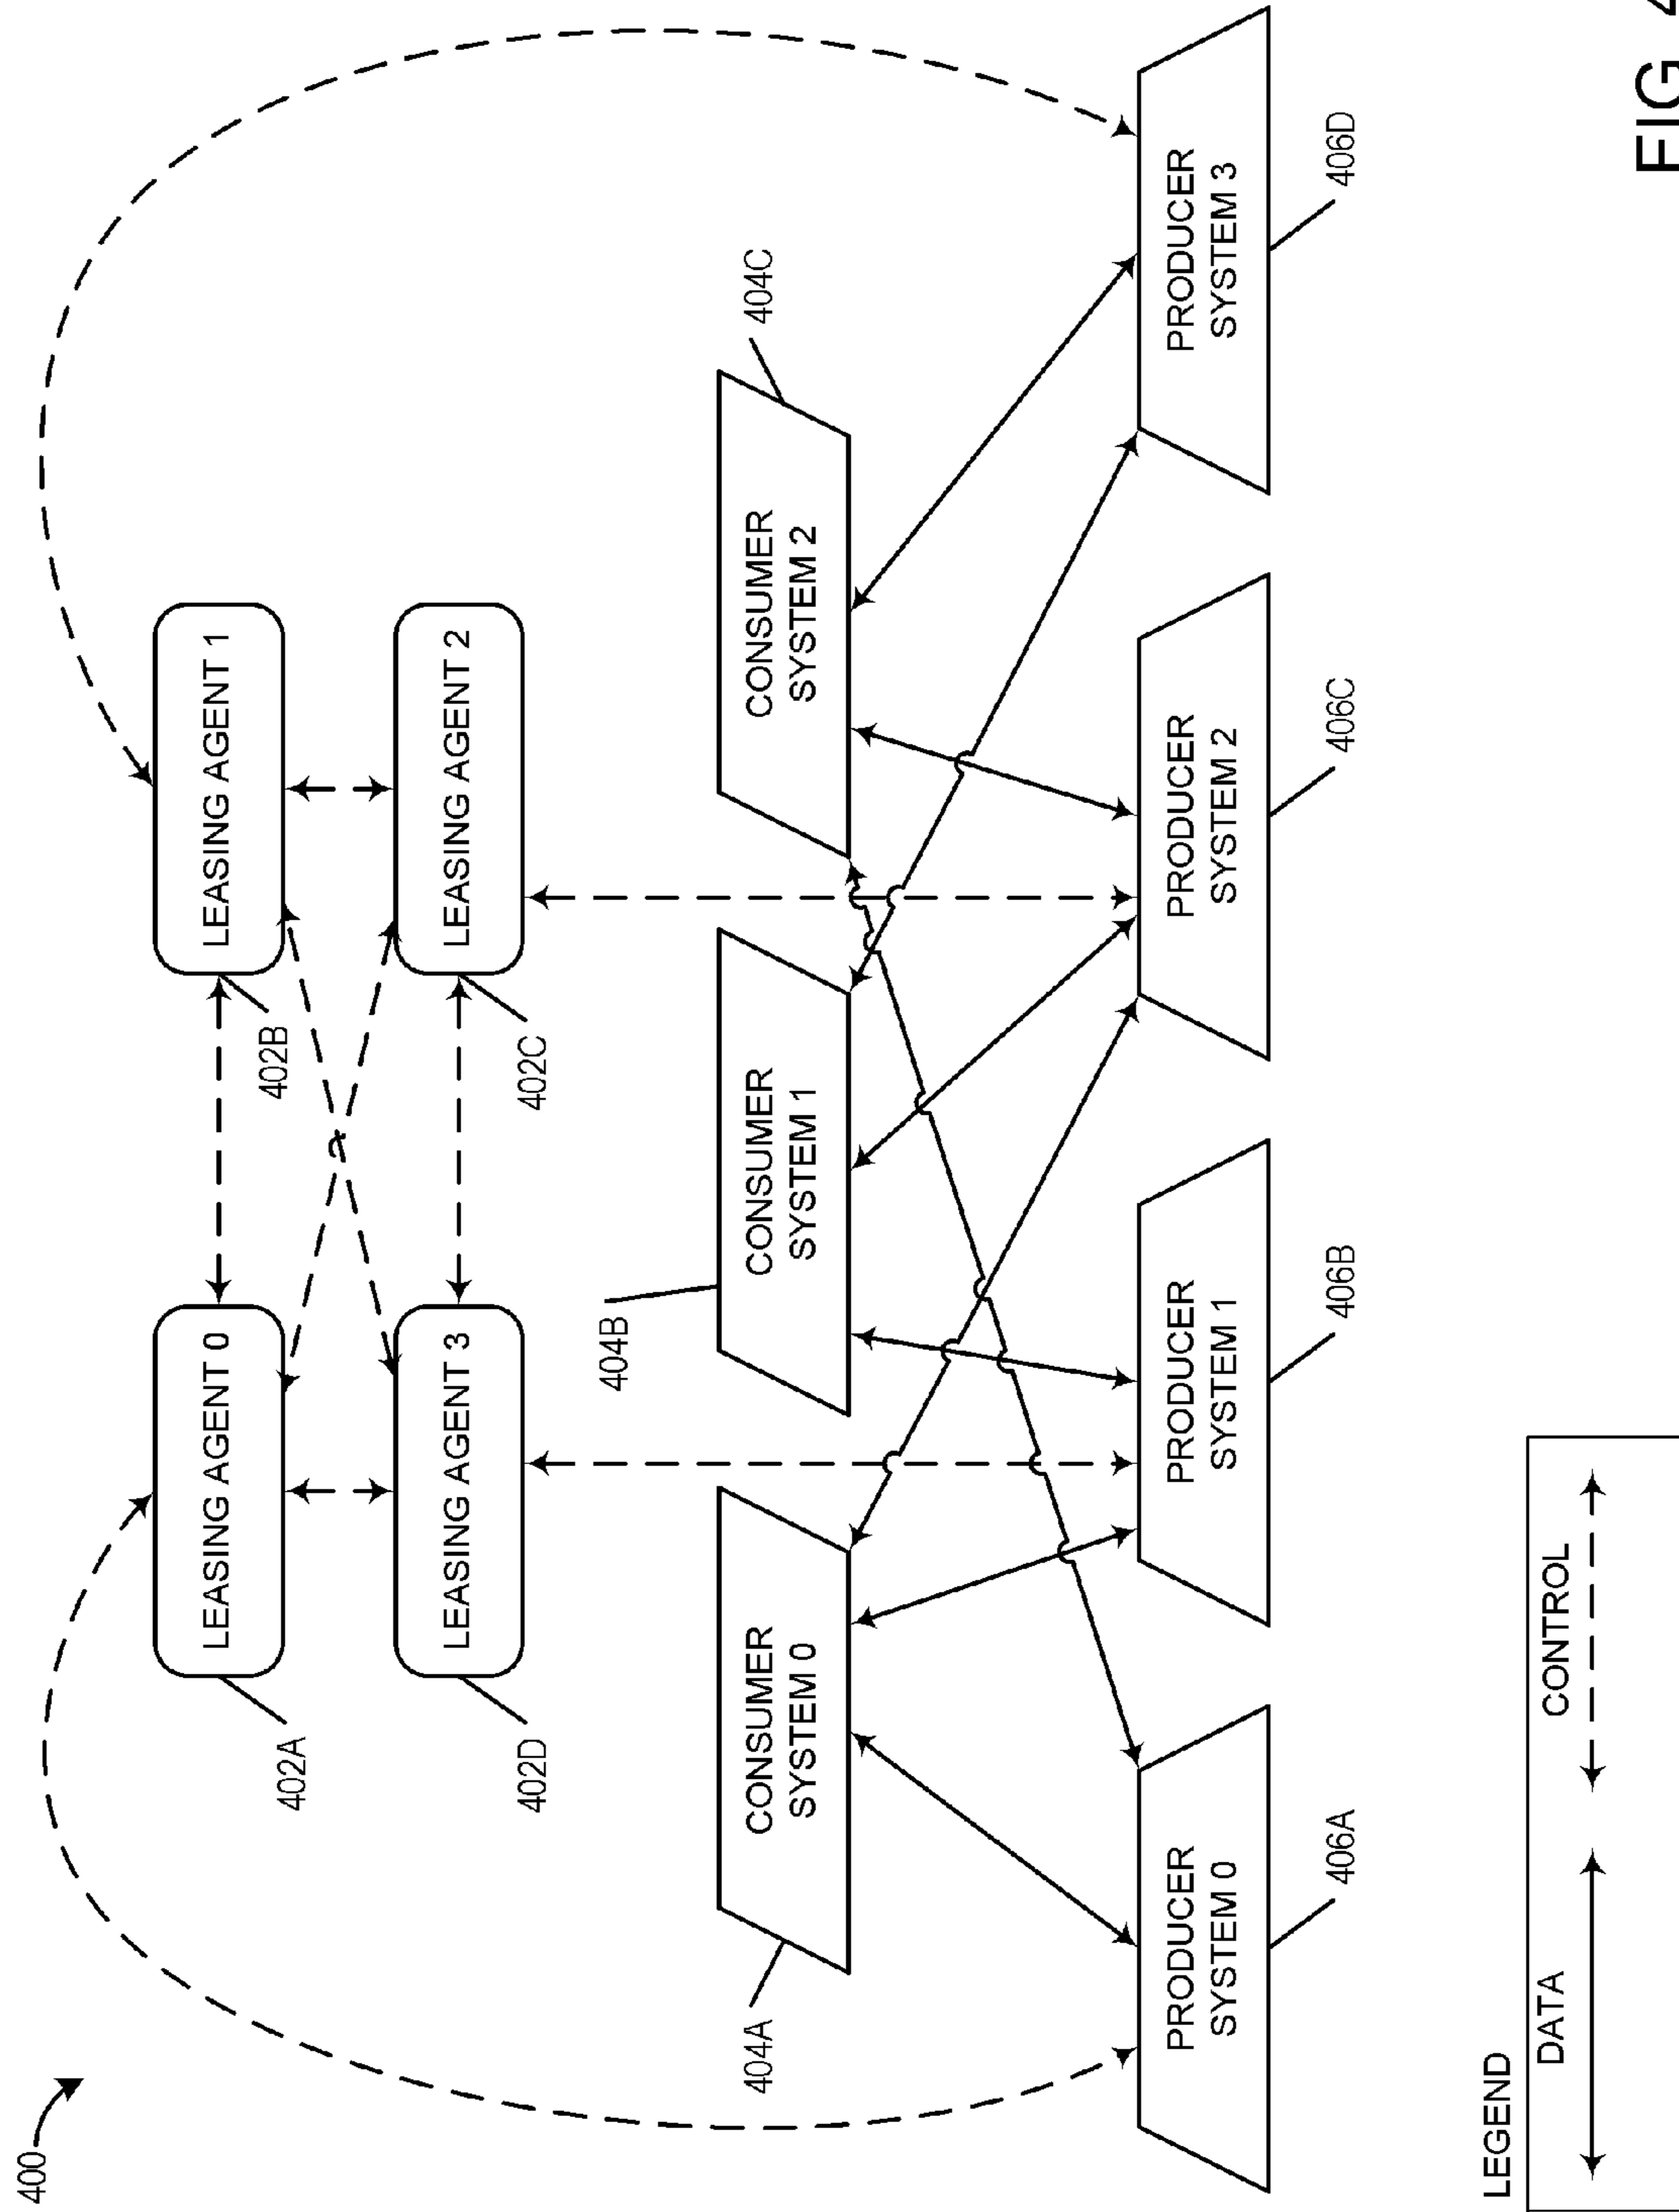 400
LEASING AGENT 0
LEASING AGENT 1
402A
402B
LEASING AGENT 3
LEASING AGENT 2
402D
402C
404B
404A
404C
CONSUMER
SYSTEM 0
CONSUMER
SYSTEM 1
CONSUMER
SYSTEM 2
PRODUCER
SYSTEM 0
PRODUCER
SYSTEM 1
PRODUCER
SYSTEM 2
PRODUCER
SYSTEM 3
406A
406B
406C
406D
LEGEND
DATA
CONTROL
FIG. 4